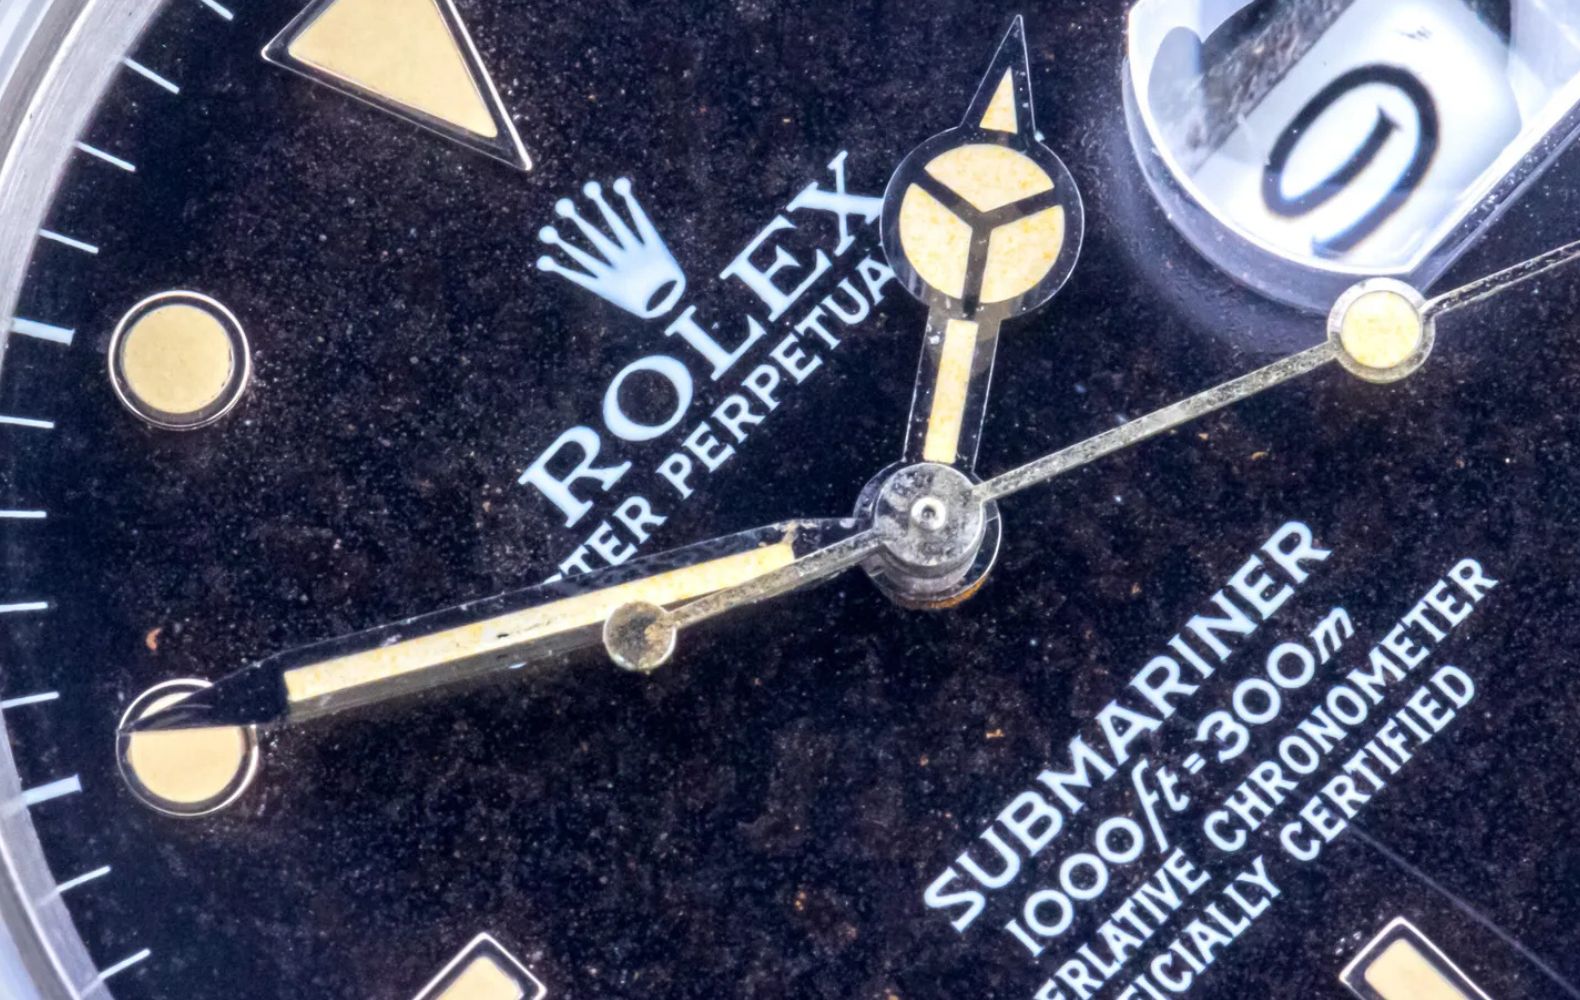 ROLEX
TER PERPETUA
SUBMARINER
1000ft=300m
ERLATIVE CHRONOMETER
FICIALLY CERTIFIED